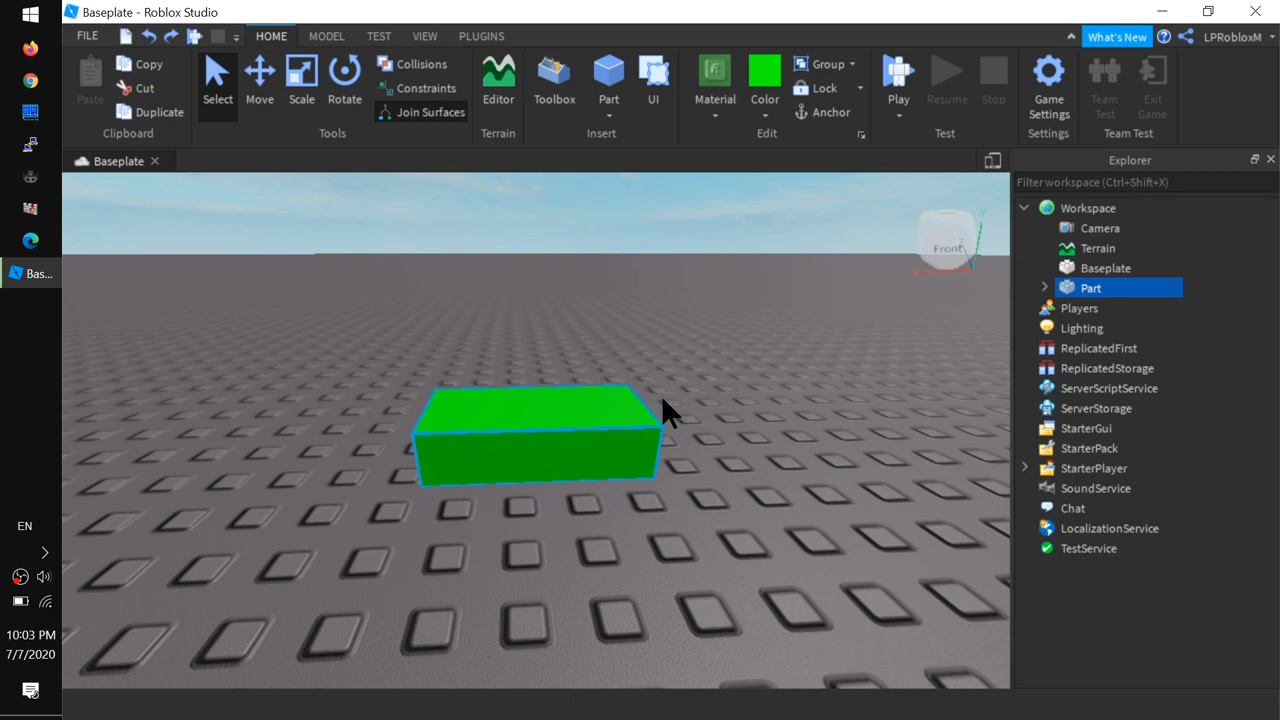 Baseplate - Roblox Studio
FILE HOME MODEL TEST VIEW PLUGINS What's New LPRobloxM
Paste Copy Cut Duplicate Clipboard
Select Move Scale Rotate Collisions Constraints Join Surfaces Tools
Editor Terrain
Toolbox Part UI Insert
Material Color Group Lock Anchor Edit
Play Resume Stop Test
Game Settings Settings
Team Test Exit Game Team Test
Baseplate
Front
Explorer
Filter workspace (Ctrl+Shift+X)
Workspace
Camera
Terrain
Baseplate
Part
Players
Lighting
ReplicatedFirst
ReplicatedStorage
ServerScriptService
ServerStorage
StarterGui
StarterPack
StarterPlayer
SoundService
Chat
LocalizationService
TestService
Bas...
EN
10:03 PM
7/7/2020